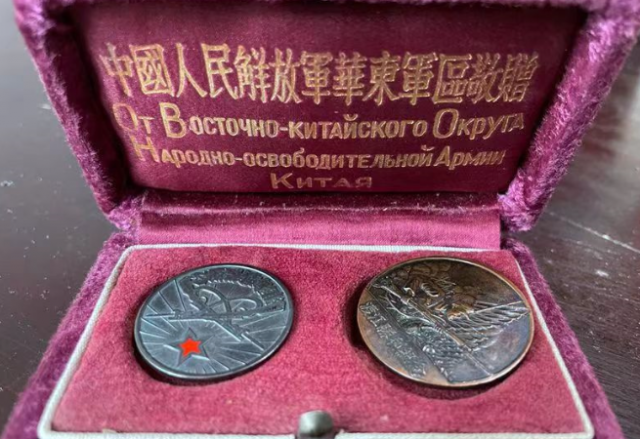 中國人民解放軍華東軍區敬贈
От Восточно-китайского Округа
Народно-освободительной Армии
Китая